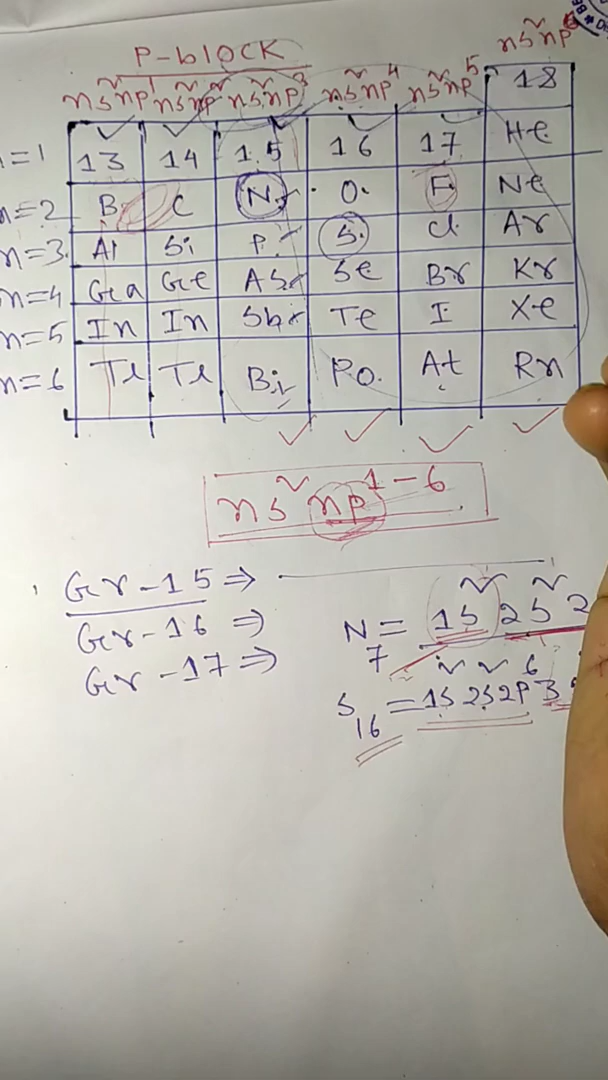 P-block
ns²np¹ ns²np² ns²np³ ns²np⁴ ns²np⁵ ns²np⁶
18
n=1 13 14 15 16 17 He
n=2 B C N O F Ne
n=3 Al Si P S Cl Ar
n=4 Ga Ge As Se Br Kr
n=5 In In Sb Te I Xe
n=6 Tl Tl Bi Po At Rn
ns²np¹⁻⁶
Gr-15⇒
Gr-16⇒
Gr-17⇒
N₇ = 1s² 2s² 2
S₁₆ = 1s² 2s² 2p⁶ 3